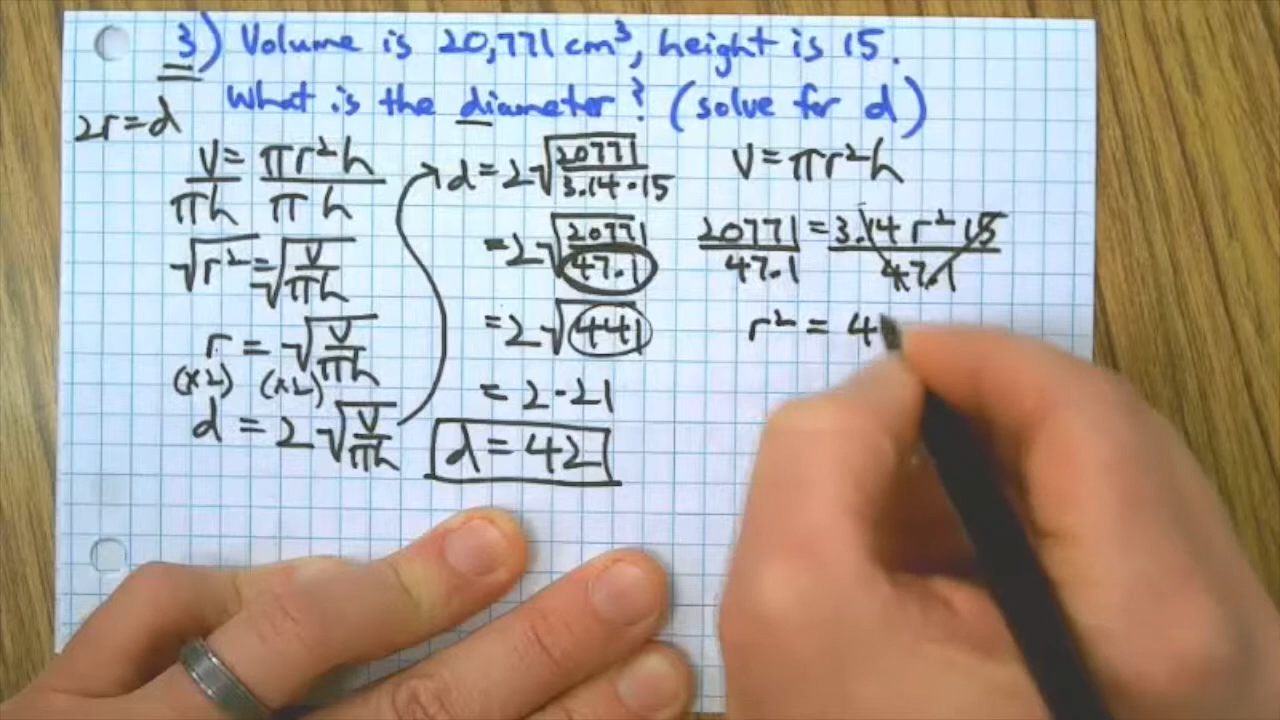 3) Volume is 20,771 cm³, height is 15.
What is the diameter? (solve for d)
2r = d
V = πr²h
πh πh
√r² = √V/πh
r = √V/πh
(×2) (×2)
d = 2√V/πh
d = 2√20771/3.14·15
= 2√20771/47.1
= 2√441
= 2·21
d = 42
V = πr²h
20771 = 3.14 r² 15
47.1 47.1
r² = 4